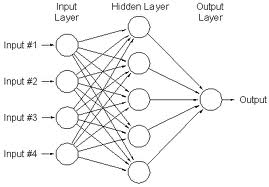 Input Hidden Layer Output
Layer Layer
Input #1
Input #2
Input #3
Input #4
Output